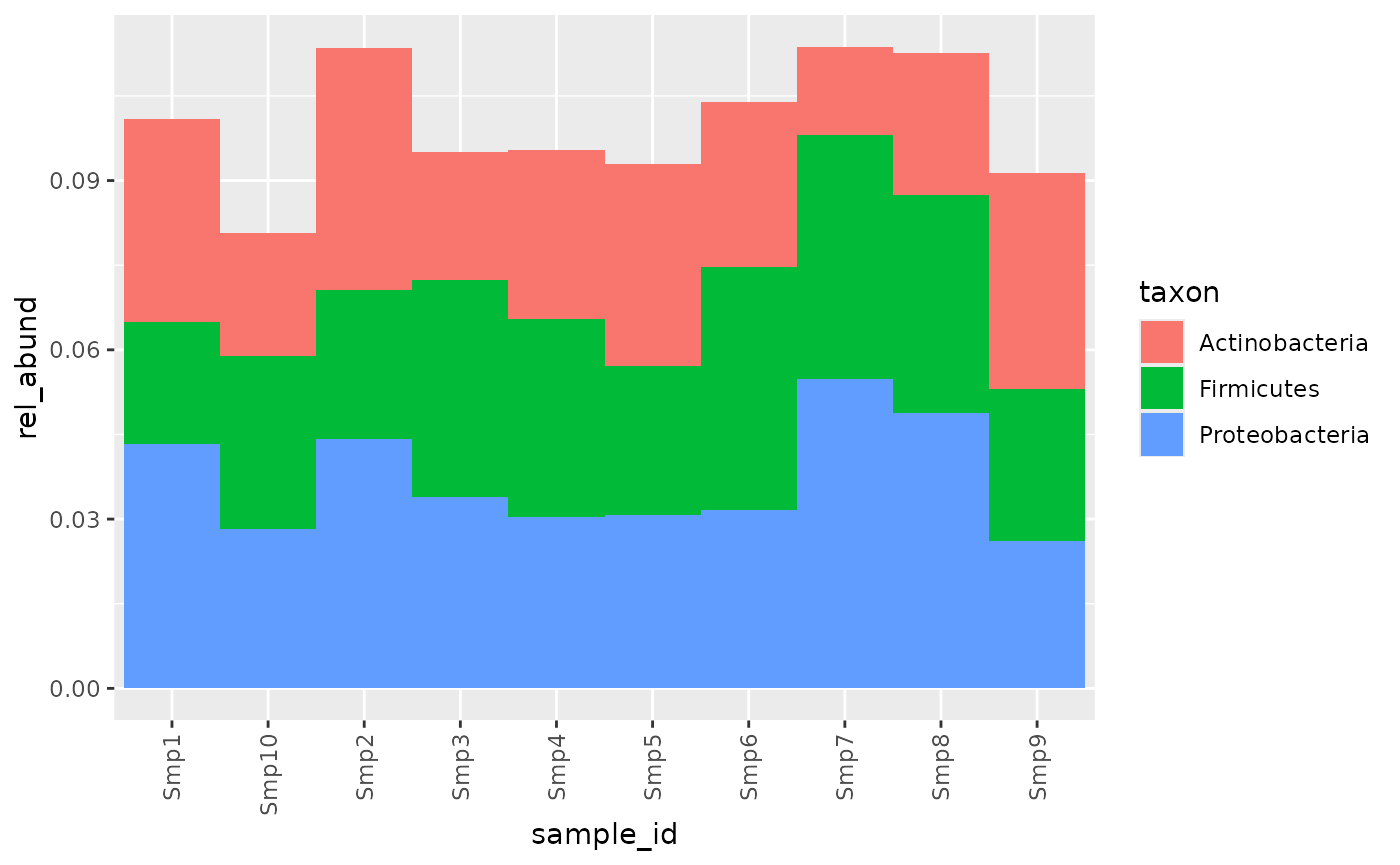 rel_abund
0.09
0.06
0.03
0.00
Smp1
Smp10
Smp2
Smp3
Smp4
Smp5
Smp6
Smp7
Smp8
Smp9
sample_id
taxon
Actinobacteria
Firmicutes
Proteobacteria